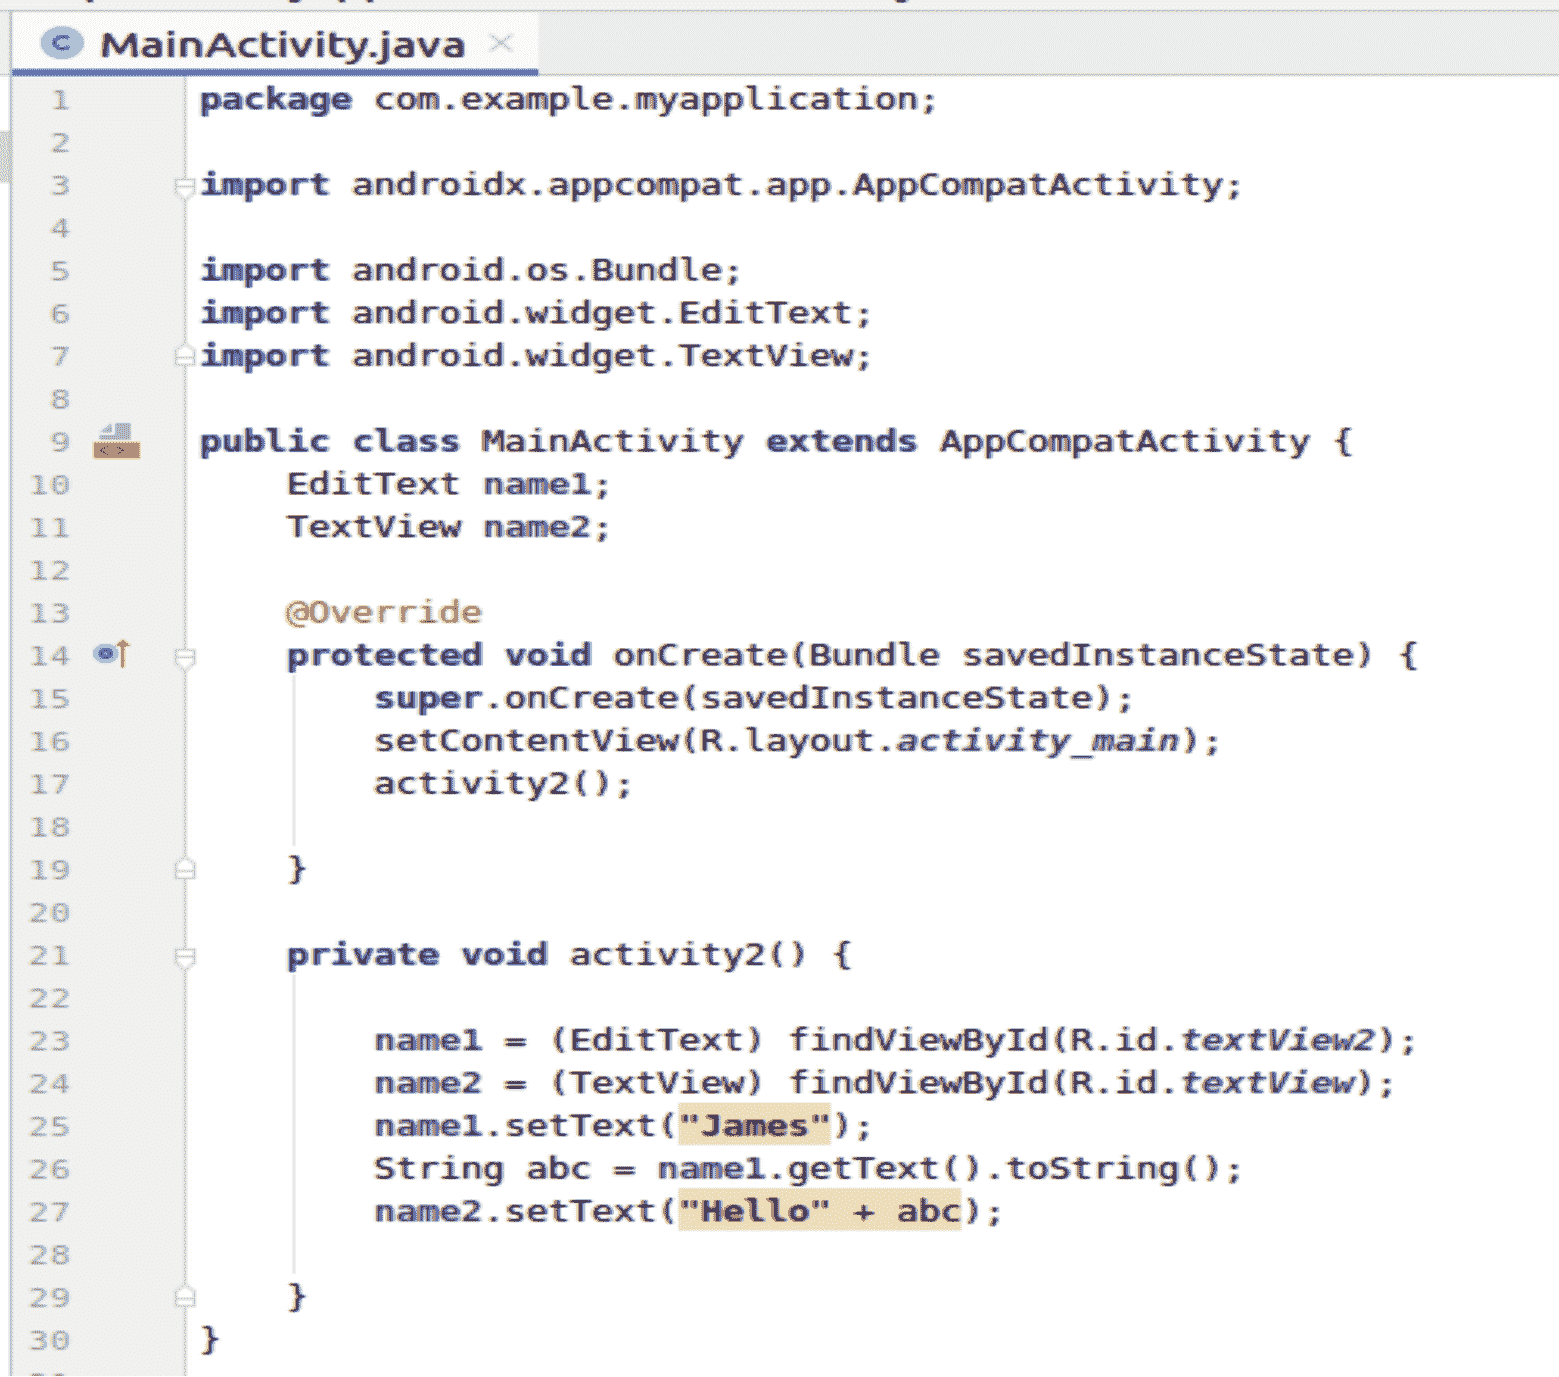 MainActivity.java
1 package com.example.myapplication;
2
3 import androidx.appcompat.app.AppCompatActivity;
4
5 import android.os.Bundle;
6 import android.widget.EditText;
7 import android.widget.TextView;
8
9 public class MainActivity extends AppCompatActivity {
10     EditText name1;
11     TextView name2;
12
13     @Override
14     protected void onCreate(Bundle savedInstanceState) {
15         super.onCreate(savedInstanceState);
16         setContentView(R.layout.activity_main);
17         activity2();
18
19     }
20
21     private void activity2() {
22
23         name1 = (EditText) findViewById(R.id.textView2);
24         name2 = (TextView) findViewById(R.id.textView);
25         name1.setText("James");
26         String abc = name1.getText().toString();
27         name2.setText("Hello" + abc);
28
29     }
30 }